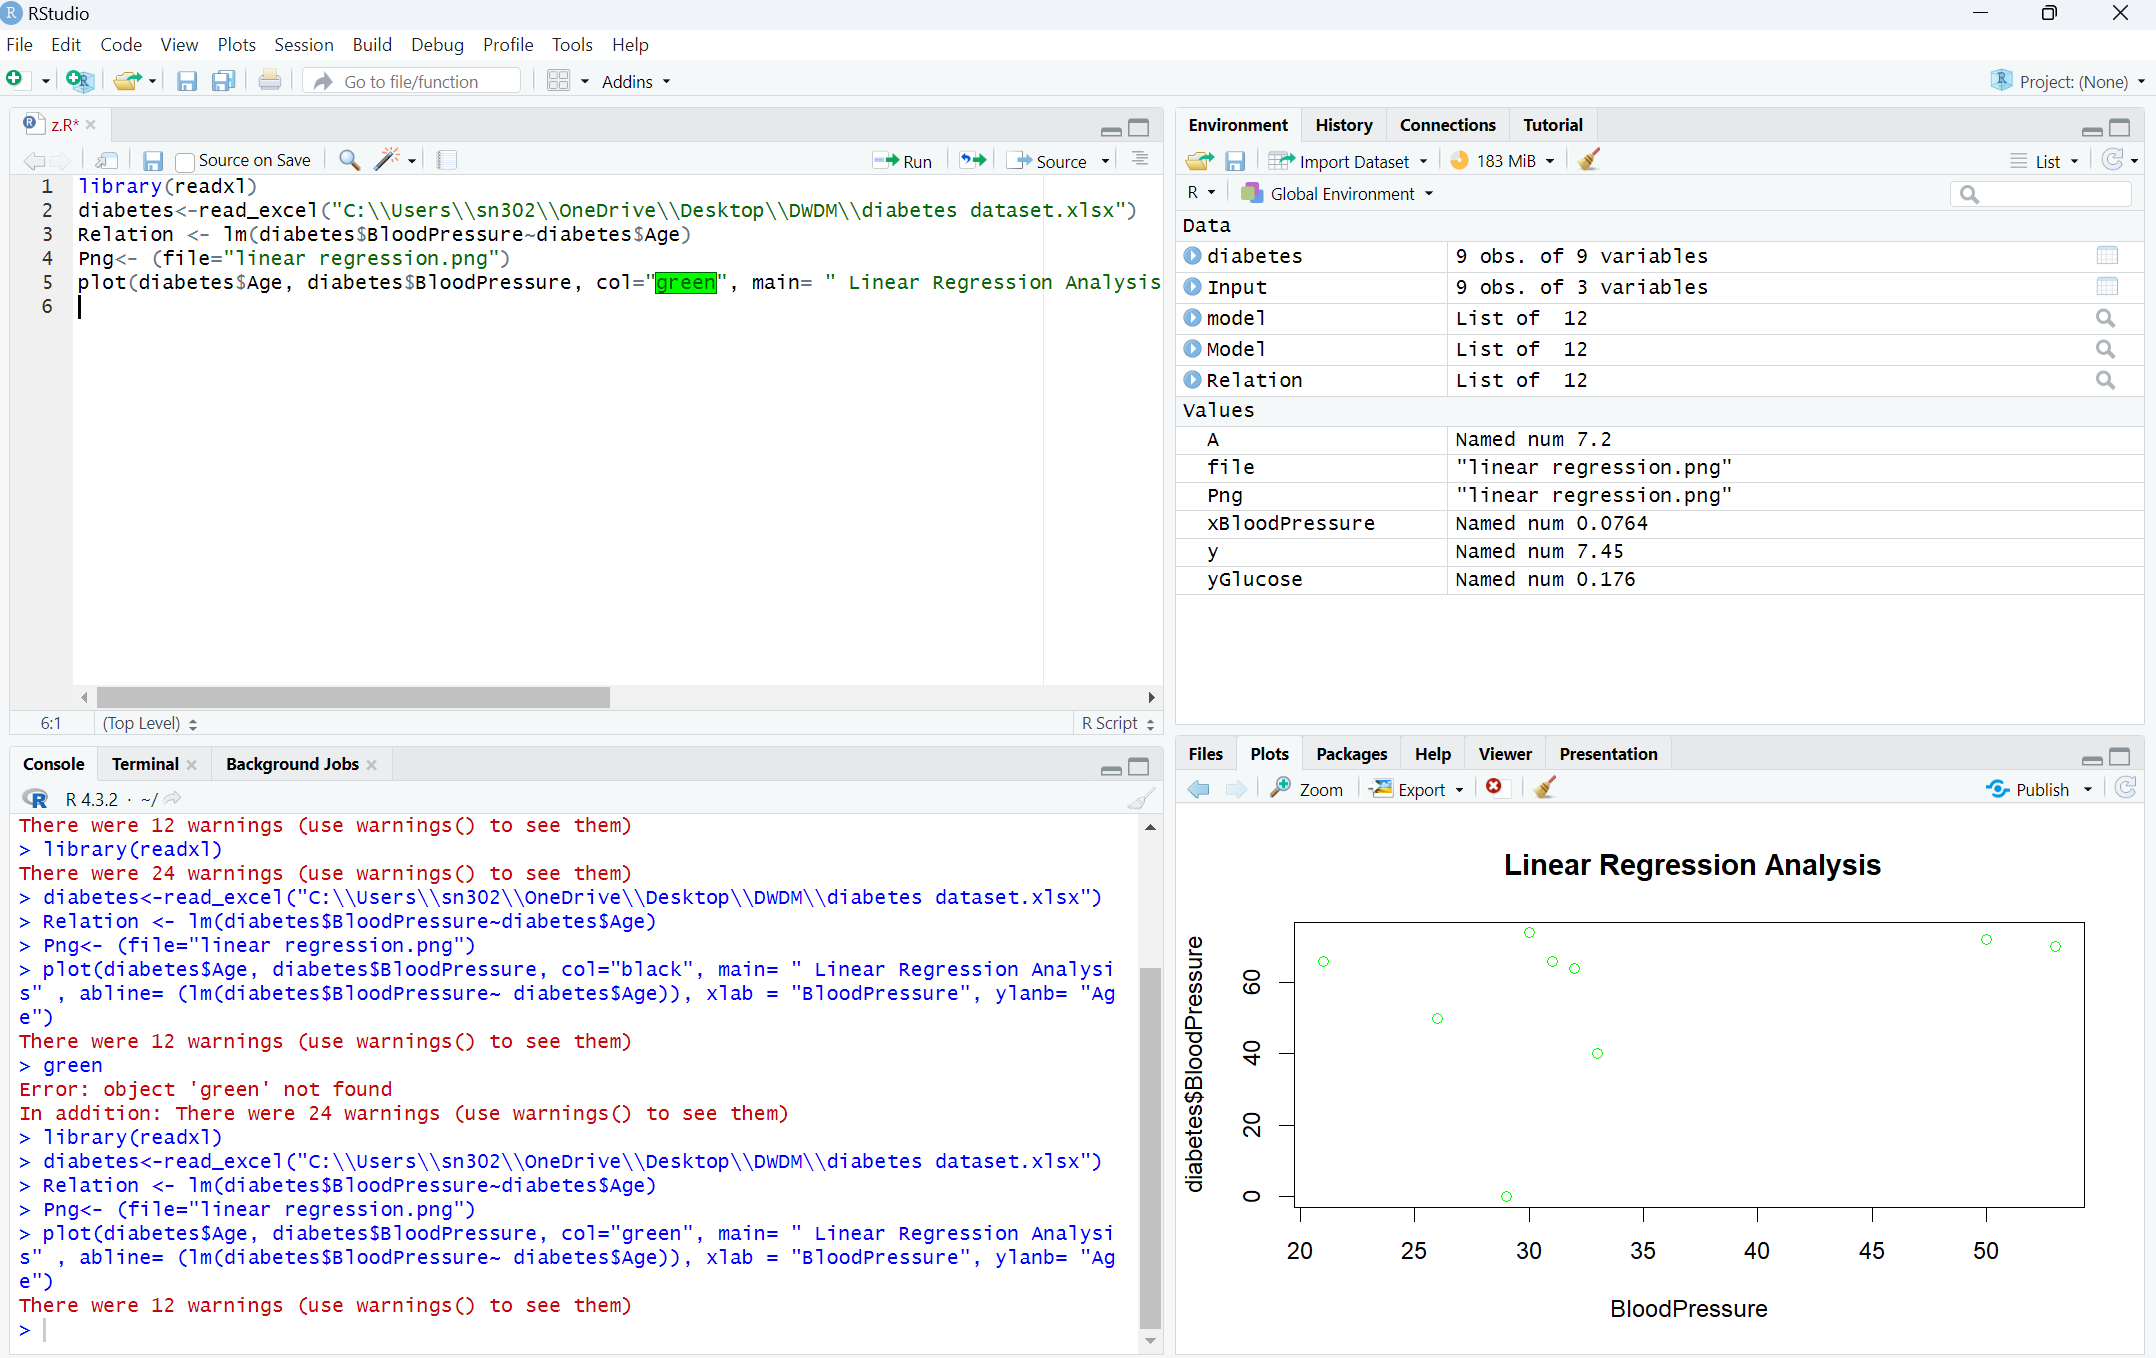 RStudio
File Edit Code View Plots Session Build Debug Profile Tools Help
Go to file/function Addins Project: (None)
z.R*
Source on Save Run Source
1 library(readxl)
2 diabetes<-read_excel("C:\\Users\\sn302\\OneDrive\\Desktop\\DWDM\\diabetes dataset.xlsx")
3 Relation <- lm(diabetes$BloodPressure~diabetes$Age)
4 Png<- (file="linear regression.png")
5 plot(diabetes$Age, diabetes$BloodPressure, col="green", main= " Linear Regression Analysis
6
6:1 (Top Level) R Script
Console Terminal Background Jobs
R 4.3.2 · ~/
There were 12 warnings (use warnings() to see them)
> library(readxl)
There were 24 warnings (use warnings() to see them)
> diabetes<-read_excel("C:\\Users\\sn302\\OneDrive\\Desktop\\DWDM\\diabetes dataset.xlsx")
> Relation <- lm(diabetes$BloodPressure~diabetes$Age)
> Png<- (file="linear regression.png")
> plot(diabetes$Age, diabetes$BloodPressure, col="black", main= " Linear Regression Analysi
s" , abline= (lm(diabetes$BloodPressure~ diabetes$Age)), xlab = "BloodPressure", ylanb= "Ag
e")
There were 12 warnings (use warnings() to see them)
> green
Error: object 'green' not found
In addition: There were 24 warnings (use warnings() to see them)
> library(readxl)
> diabetes<-read_excel("C:\\Users\\sn302\\OneDrive\\Desktop\\DWDM\\diabetes dataset.xlsx")
> Relation <- lm(diabetes$BloodPressure~diabetes$Age)
> Png<- (file="linear regression.png")
> plot(diabetes$Age, diabetes$BloodPressure, col="green", main= " Linear Regression Analysi
s" , abline= (lm(diabetes$BloodPressure~ diabetes$Age)), xlab = "BloodPressure", ylanb= "Ag
e")
There were 12 warnings (use warnings() to see them)
>
Environment History Connections Tutorial
Import Dataset 183 MiB List
R Global Environment
Data
diabetes 9 obs. of 9 variables
Input 9 obs. of 3 variables
model List of 12
Model List of 12
Relation List of 12
Values
A Named num 7.2
file "linear regression.png"
Png "linear regression.png"
xBloodPressure Named num 0.0764
y Named num 7.45
yGlucose Named num 0.176
Files Plots Packages Help Viewer Presentation
Zoom Export Publish
Linear Regression Analysis
diabetes$BloodPressure
60
40
20
0
20 25 30 35 40 45 50
BloodPressure